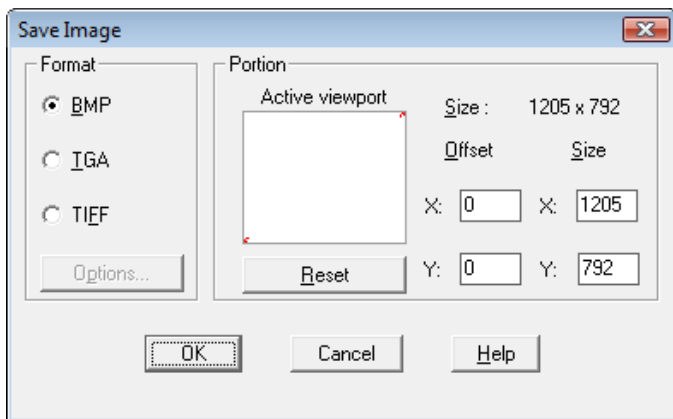 Save Image
Format
BMP
TGA
TIFF
Options...
Portion
Active viewport
Reset
Size : 1205 x 792
Offset Size
X: 0 X: 1205
Y: 0 Y: 792
OK Cancel Help